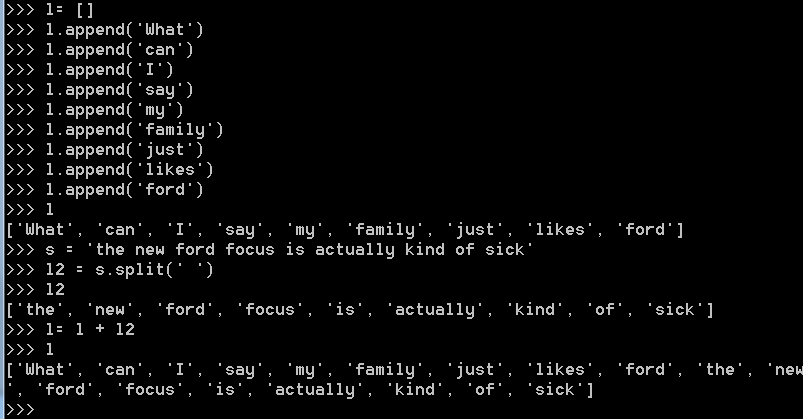 >>> l= []
>>> l.append('What')
>>> l.append('can')
>>> l.append('I')
>>> l.append('say')
>>> l.append('my')
>>> l.append('family')
>>> l.append('just')
>>> l.append('likes')
>>> l.append('ford')
>>> l
['What', 'can', 'I', 'say', 'my', 'family', 'just', 'likes', 'ford']
>>> s = 'the new ford focus is actually kind of sick'
>>> l2 = s.split(' ')
>>> l2
['the', 'new', 'ford', 'focus', 'is', 'actually', 'kind', 'of', 'sick']
>>> l= l + l2
>>> l
['What', 'can', 'I', 'say', 'my', 'family', 'just', 'likes', 'ford', 'the', 'new
', 'ford', 'focus', 'is', 'actually', 'kind', 'of', 'sick']
>>>